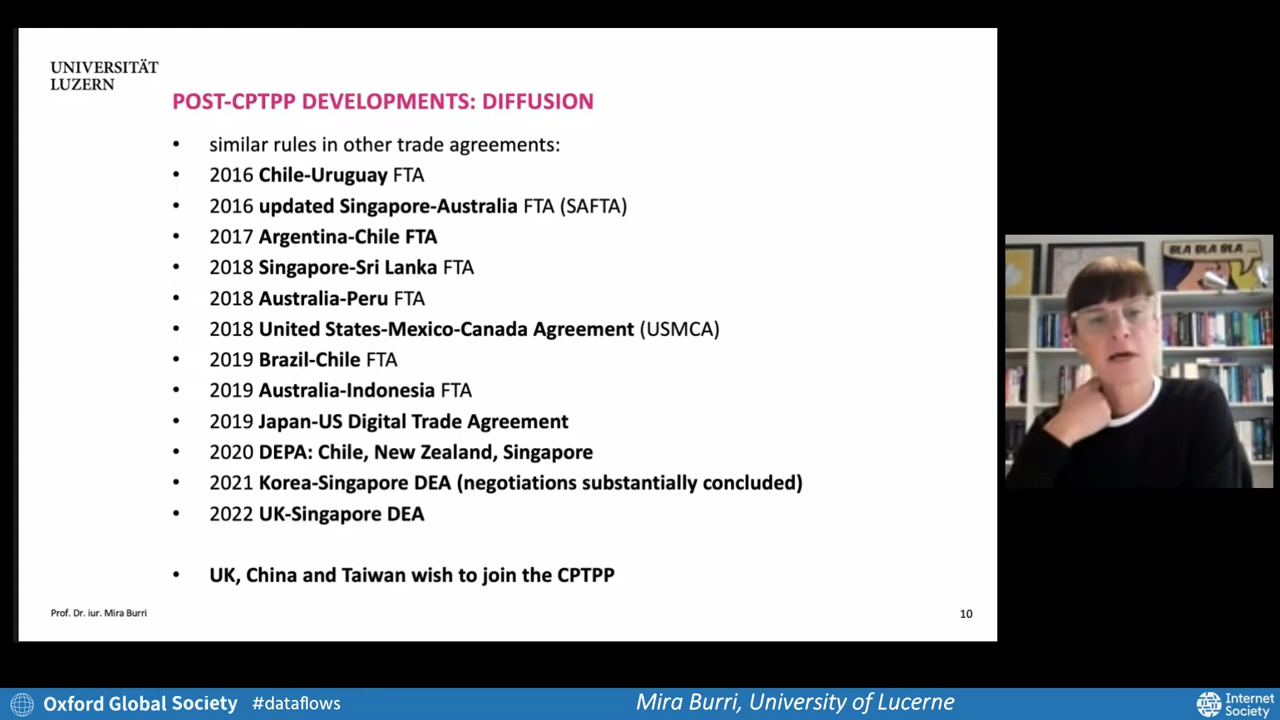 UNIVERSITÄT
LUZERN
POST-CPTPP DEVELOPMENTS: DIFFUSION
• similar rules in other trade agreements:
• 2016 Chile-Uruguay FTA
• 2016 updated Singapore-Australia FTA (SAFTA)
• 2017 Argentina-Chile FTA
• 2018 Singapore-Sri Lanka FTA
• 2018 Australia-Peru FTA
• 2018 United States-Mexico-Canada Agreement (USMCA)
• 2019 Brazil-Chile FTA
• 2019 Australia-Indonesia FTA
• 2019 Japan-US Digital Trade Agreement
• 2020 DEPA: Chile, New Zealand, Singapore
• 2021 Korea-Singapore DEA (negotiations substantially concluded)
• 2022 UK-Singapore DEA
• UK, China and Taiwan wish to join the CPTPP
Prof. Dr. iur. Mira Burri
10
BLA BLA BLA ...
Oxford Global Society #dataflows
Mira Burri, University of Lucerne
Internet
Society